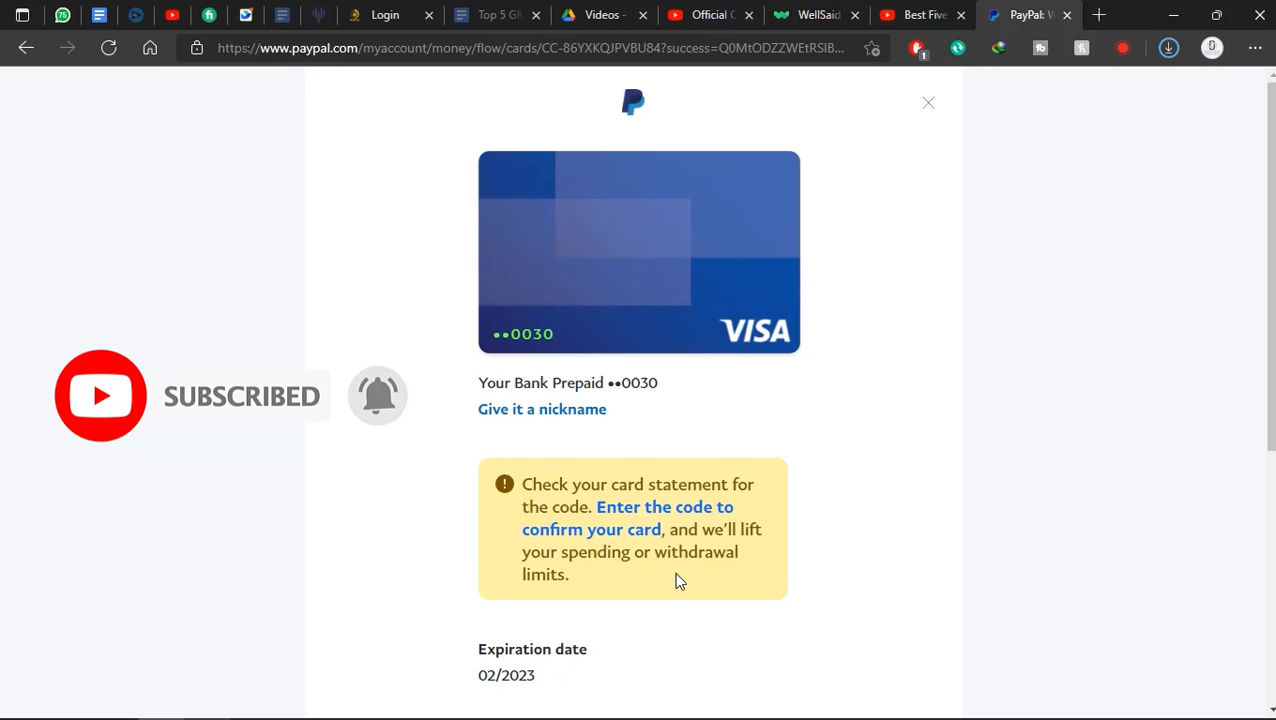 75
Login
Top 5 GR
Videos -
Official C
WellSaid
Best Five
PayPal: W
https://www.paypal.com/myaccount/money/flow/cards/CC-86YXKQJPVBU84?success=Q0MtODZZWEtRSlB...
1
••0030
VISA
Your Bank Prepaid ••0030
Give it a nickname
SUBSCRIBED
Check your card statement for
the code. Enter the code to
confirm your card, and we'll lift
your spending or withdrawal
limits.
Expiration date
02/2023